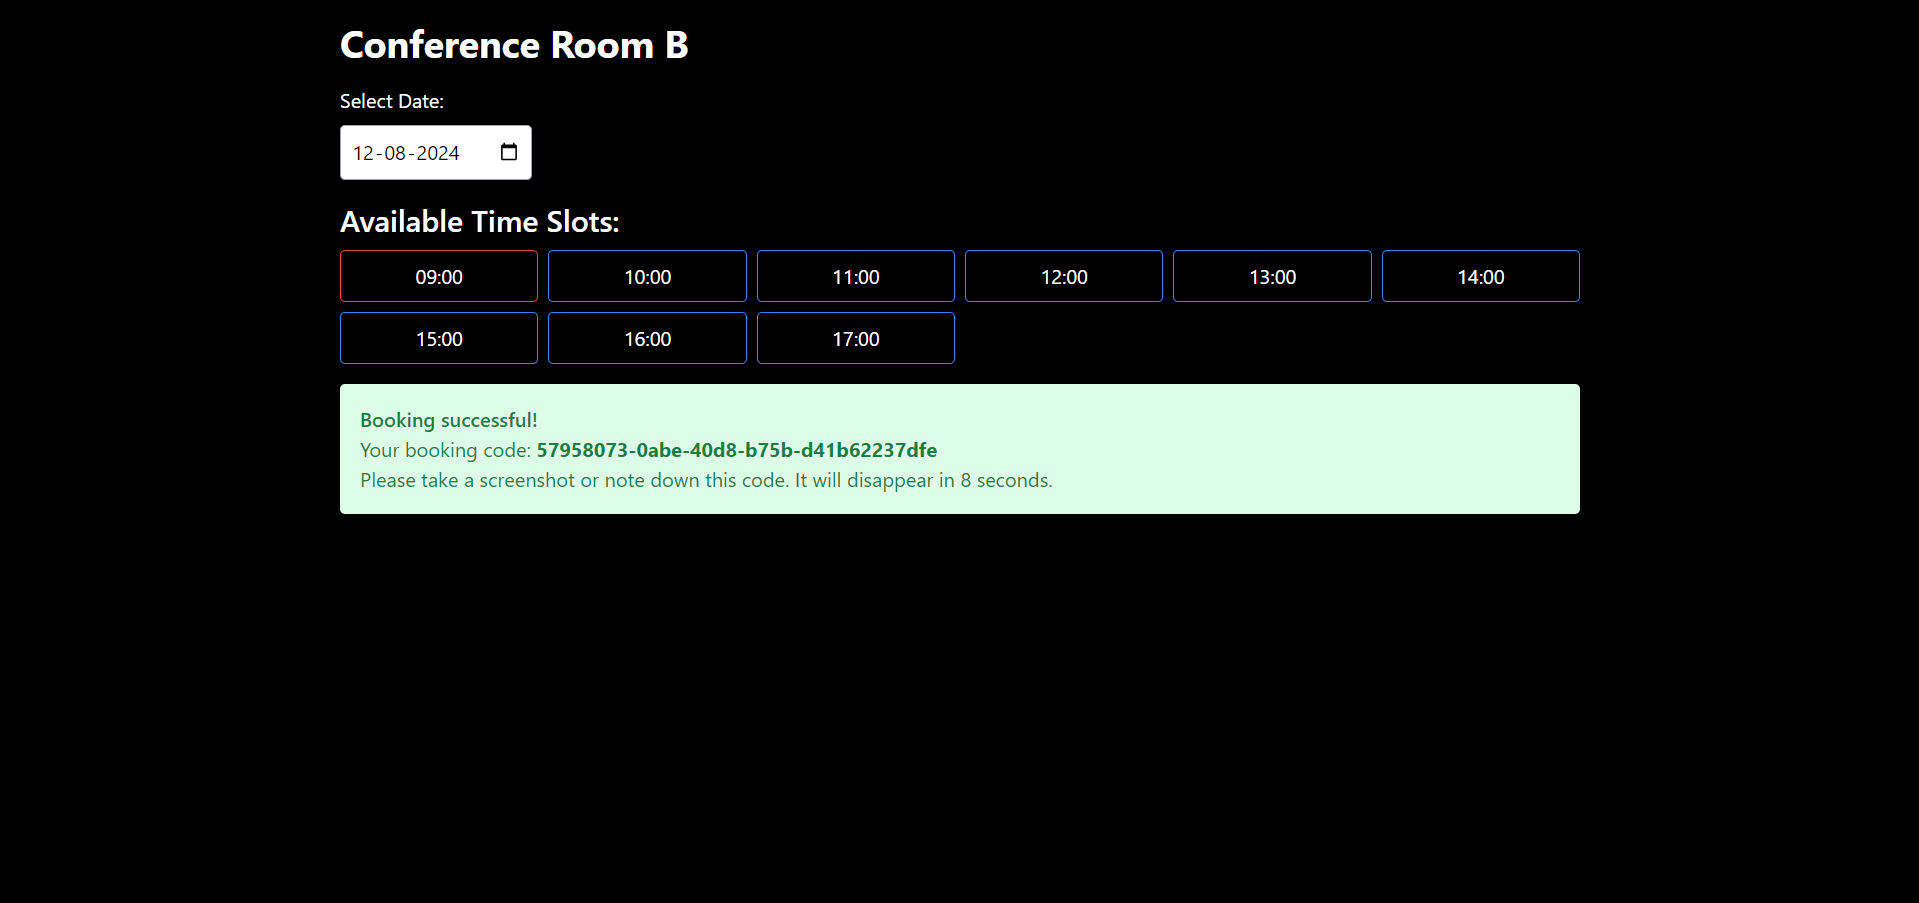 Conference Room B
Select Date:
12-08-2024
Available Time Slots:
09:00 10:00 11:00 12:00 13:00 14:00
15:00 16:00 17:00
Booking successful!
Your booking code: 57958073-0abe-40d8-b75b-d41b62237dfe
Please take a screenshot or note down this code. It will disappear in 8 seconds.